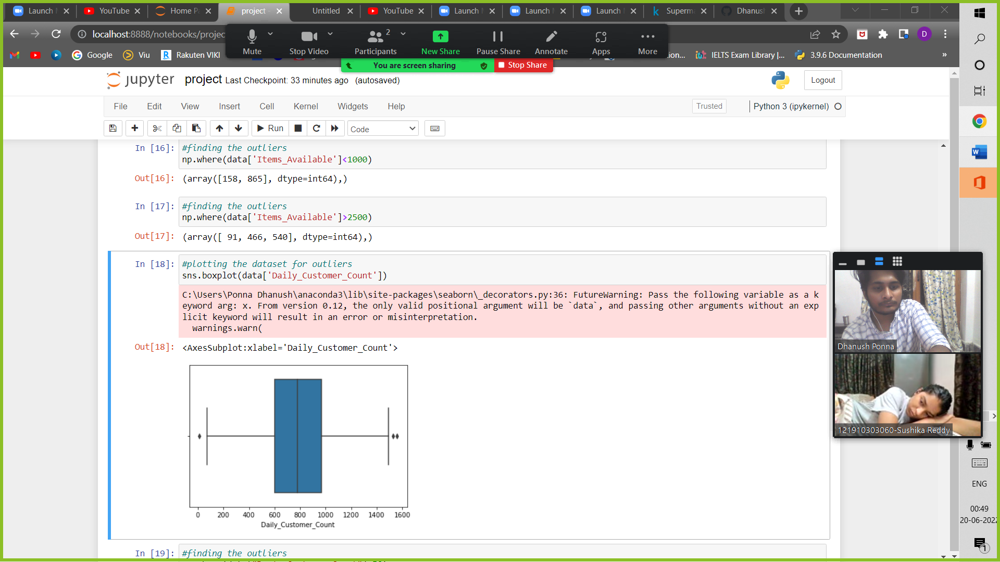 Launch
YouTube
Home P
project
Untitled
YouTube
Launch
Launch
Launch
Superm
Dhanush
localhost:8888/notebooks/projec
Mute
Stop Video
2
Participants
New Share
Pause Share
Annotate
Apps
More
D
Google
Viu
Rakuten VIKI
ion...
IELTS Exam Library |...
3.9.6 Documentation
»
You are screen sharing
Stop Share
jupyter project Last Checkpoint: 33 minutes ago (autosaved)
Logout
File Edit View Insert Cell Kernel Widgets Help
Trusted
Python 3 (ipykernel)
Run
Code
In [16]: #finding the outliers
np.where(data['Items_Available']<1000)
Out[16]: (array([158, 865], dtype=int64),)
In [17]: #finding the outliers
np.where(data['Items_Available']>2500)
Out[17]: (array([ 91, 466, 540], dtype=int64),)
In [18]: #plotting the dataset for outliers
sns.boxplot(data['Daily_Customer_Count'])
C:\Users\Ponna Dhanush\anaconda3\lib\site-packages\seaborn\_decorators.py:36: FutureWarning: Pass the following variable as a k
eyword arg: x. From version 0.12, the only valid positional argument will be `data`, and passing other arguments without an exp
licit keyword will result in an error or misinterpretation.
warnings.warn(
Out[18]: <AxesSubplot:xlabel='Daily_Customer_Count'>
0 200 400 600 800 1000 1200 1400 1600
Daily_Customer_Count
In [19]: #finding the outliers
Dhanush Ponna
121910303060-Sushika Reddy
ENG
00:49
20-06-2022
1